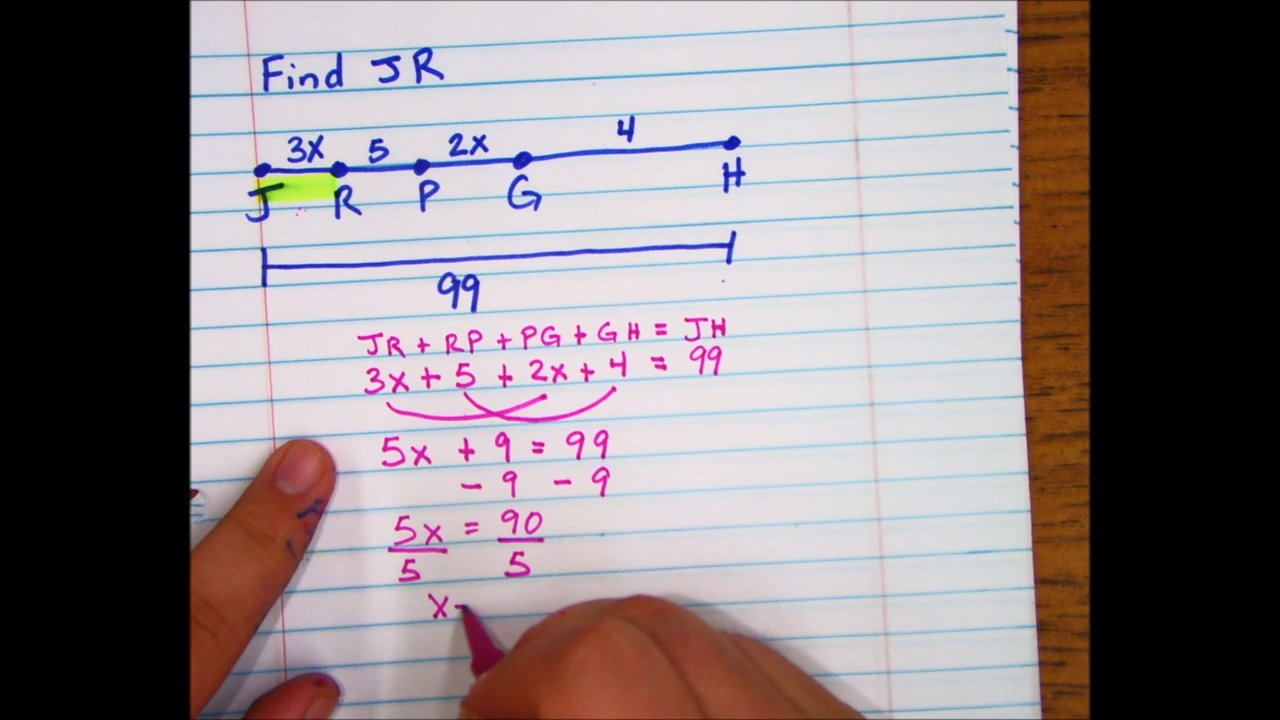 Find JR
3x 5 2x 4
J R P G H
99
JR + RP + PG + GH = JH
3x + 5 + 2x + 4 = 99
5x + 9 = 99
- 9 - 9
5x = 90
5 5
x -